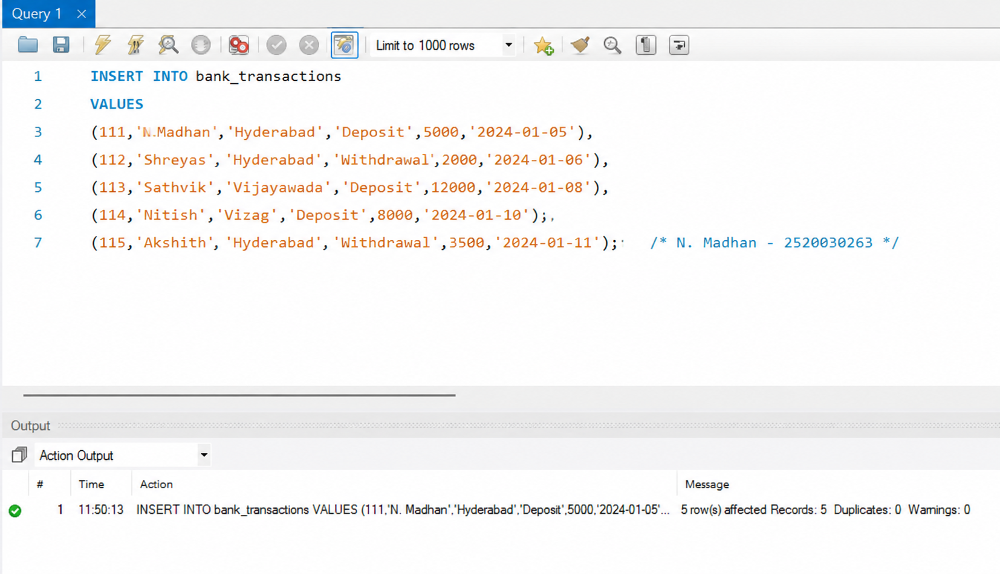 Query 1 ×
Limit to 1000 rows
1 INSERT INTO bank_transactions
2 VALUES
3 (111,'N.Madhan','Hyderabad','Deposit',5000,'2024-01-05'),
4 (112,'Shreyas','Hyderabad','Withdrawal',2000,'2024-01-06'),
5 (113,'Sathvik','Vijayawada','Deposit',12000,'2024-01-08'),
6 (114,'Nitish','Vizag','Deposit',8000,'2024-01-10');,
7 (115,'Akshith','Hyderabad','Withdrawal',3500,'2024-01-11'); /* N. Madhan - 2520030263 */
Output
Action Output
# Time Action Message
1 11:50:13 INSERT INTO bank_transactions VALUES (111,'N. Madhan','Hyderabad','Deposit',5000,'2024-01-05'... 5 row(s) affected Records: 5 Duplicates: 0 Warnings: 0